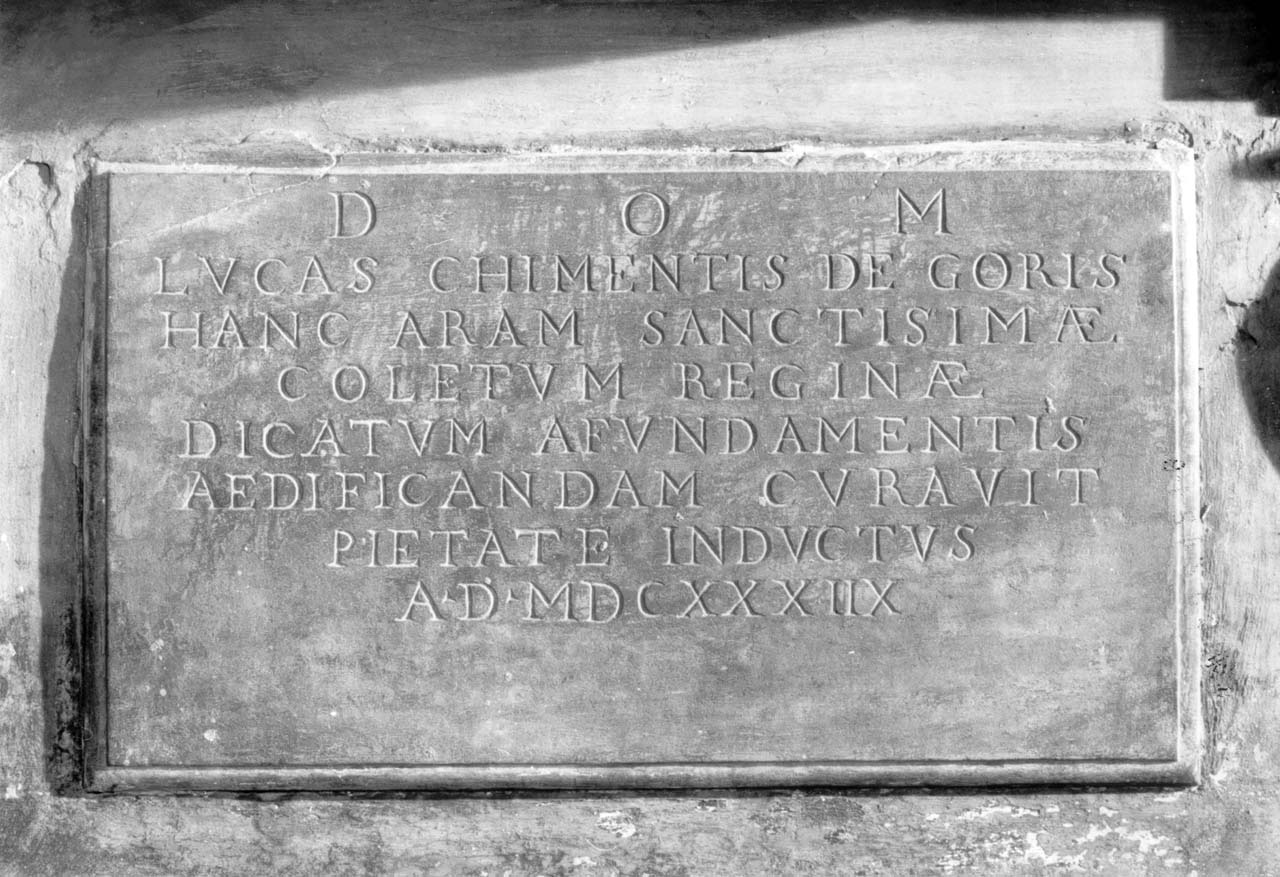 D O M
LVCAS CHIMENTIS DE GORIS
HANC ARAM SANCTISIMÆ
COLETVM REGINÆ
DICATVM AFVNDAMENTIS
AEDIFICANDAM CVRAVIT
PIETATE INDVCTVS
A·D·MDCXXXIIX